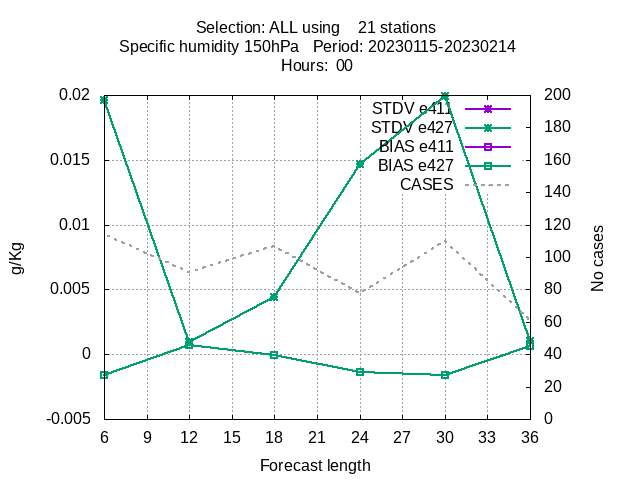 Selection: ALL using    21 stations
Specific humidity 150hPa   Period: 20230115-20230214
Hours:  00
0.02
0.015
0.01
0.005
0
-0.005
g/Kg
STDV e411
STDV e427
BIAS e411
BIAS e427
CASES
200
180
160
140
120
100
80
60
40
20
0
No cases
6 9 12 15 18 21 24 27 30 33 36
Forecast length